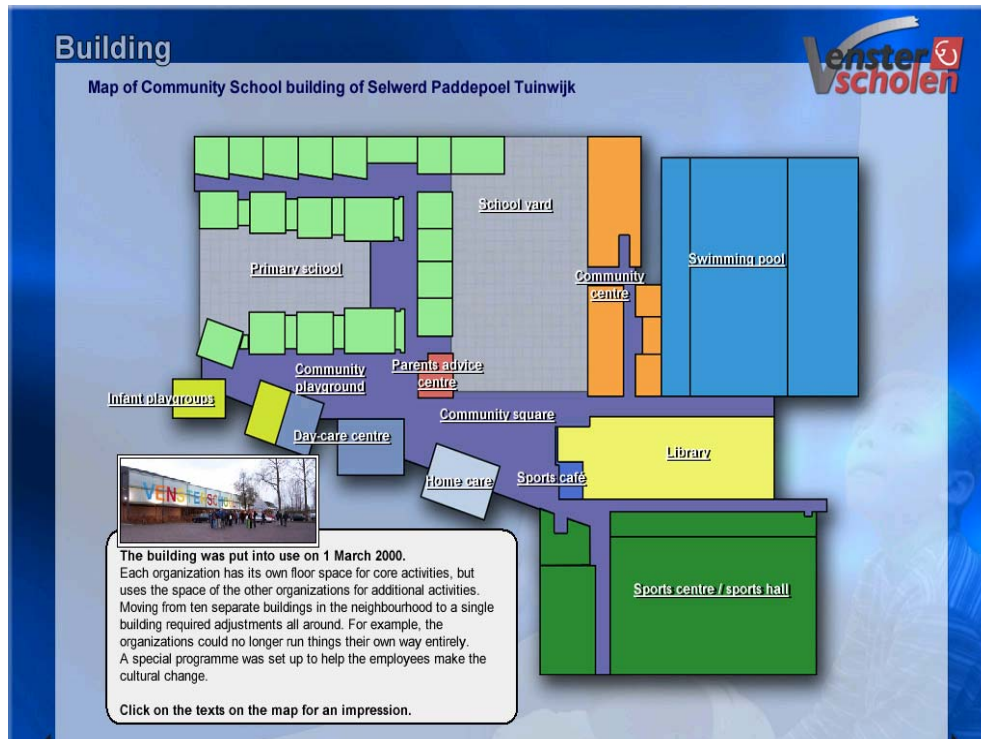 Building
Venster
scholen
Map of Community School building of Selwerd Paddepoel Tuinwijk
School yard
Primary school
Swimming pool
Community
centre
Parents advice
centre
Community
playground
Infant playgroups
Community square
Day-care centre
Library
Home care
Sports café
VENSTERSCHO
Sports centre / sports hall
The building was put into use on 1 March 2000.
Each organization has its own floor space for core activities, but
uses the space of the other organizations for additional activities.
Moving from ten separate buildings in the neighbourhood to a single
building required adjustments all around. For example, the
organizations could no longer run things their own way entirely.
A special programme was set up to help the employees make the
cultural change.
Click on the texts on the map for an impression.